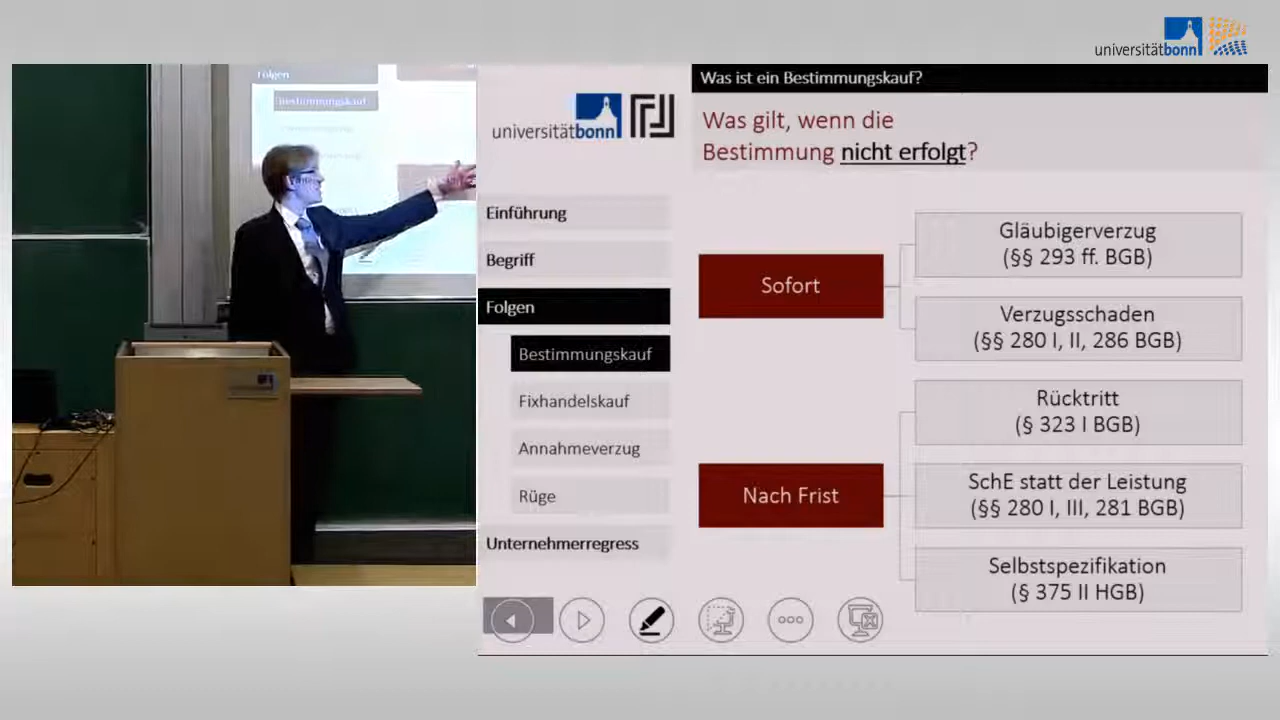 universitätbonn
Folgen
Bestimmungskauf
universitätbonn
Einführung
Begriff
Folgen
Bestimmungskauf
Fixhandelskauf
Annahmeverzug
Rüge
Unternehmerregress
Was ist ein Bestimmungskauf?
Was gilt, wenn die
Bestimmung nicht erfolgt?
Sofort
Gläubigerverzug
(§§ 293 ff. BGB)
Verzugsschaden
(§§ 280 I, II, 286 BGB)
Nach Frist
Rücktritt
(§ 323 I BGB)
SchE statt der Leistung
(§§ 280 I, III, 281 BGB)
Selbstspezifikation
(§ 375 II HGB)